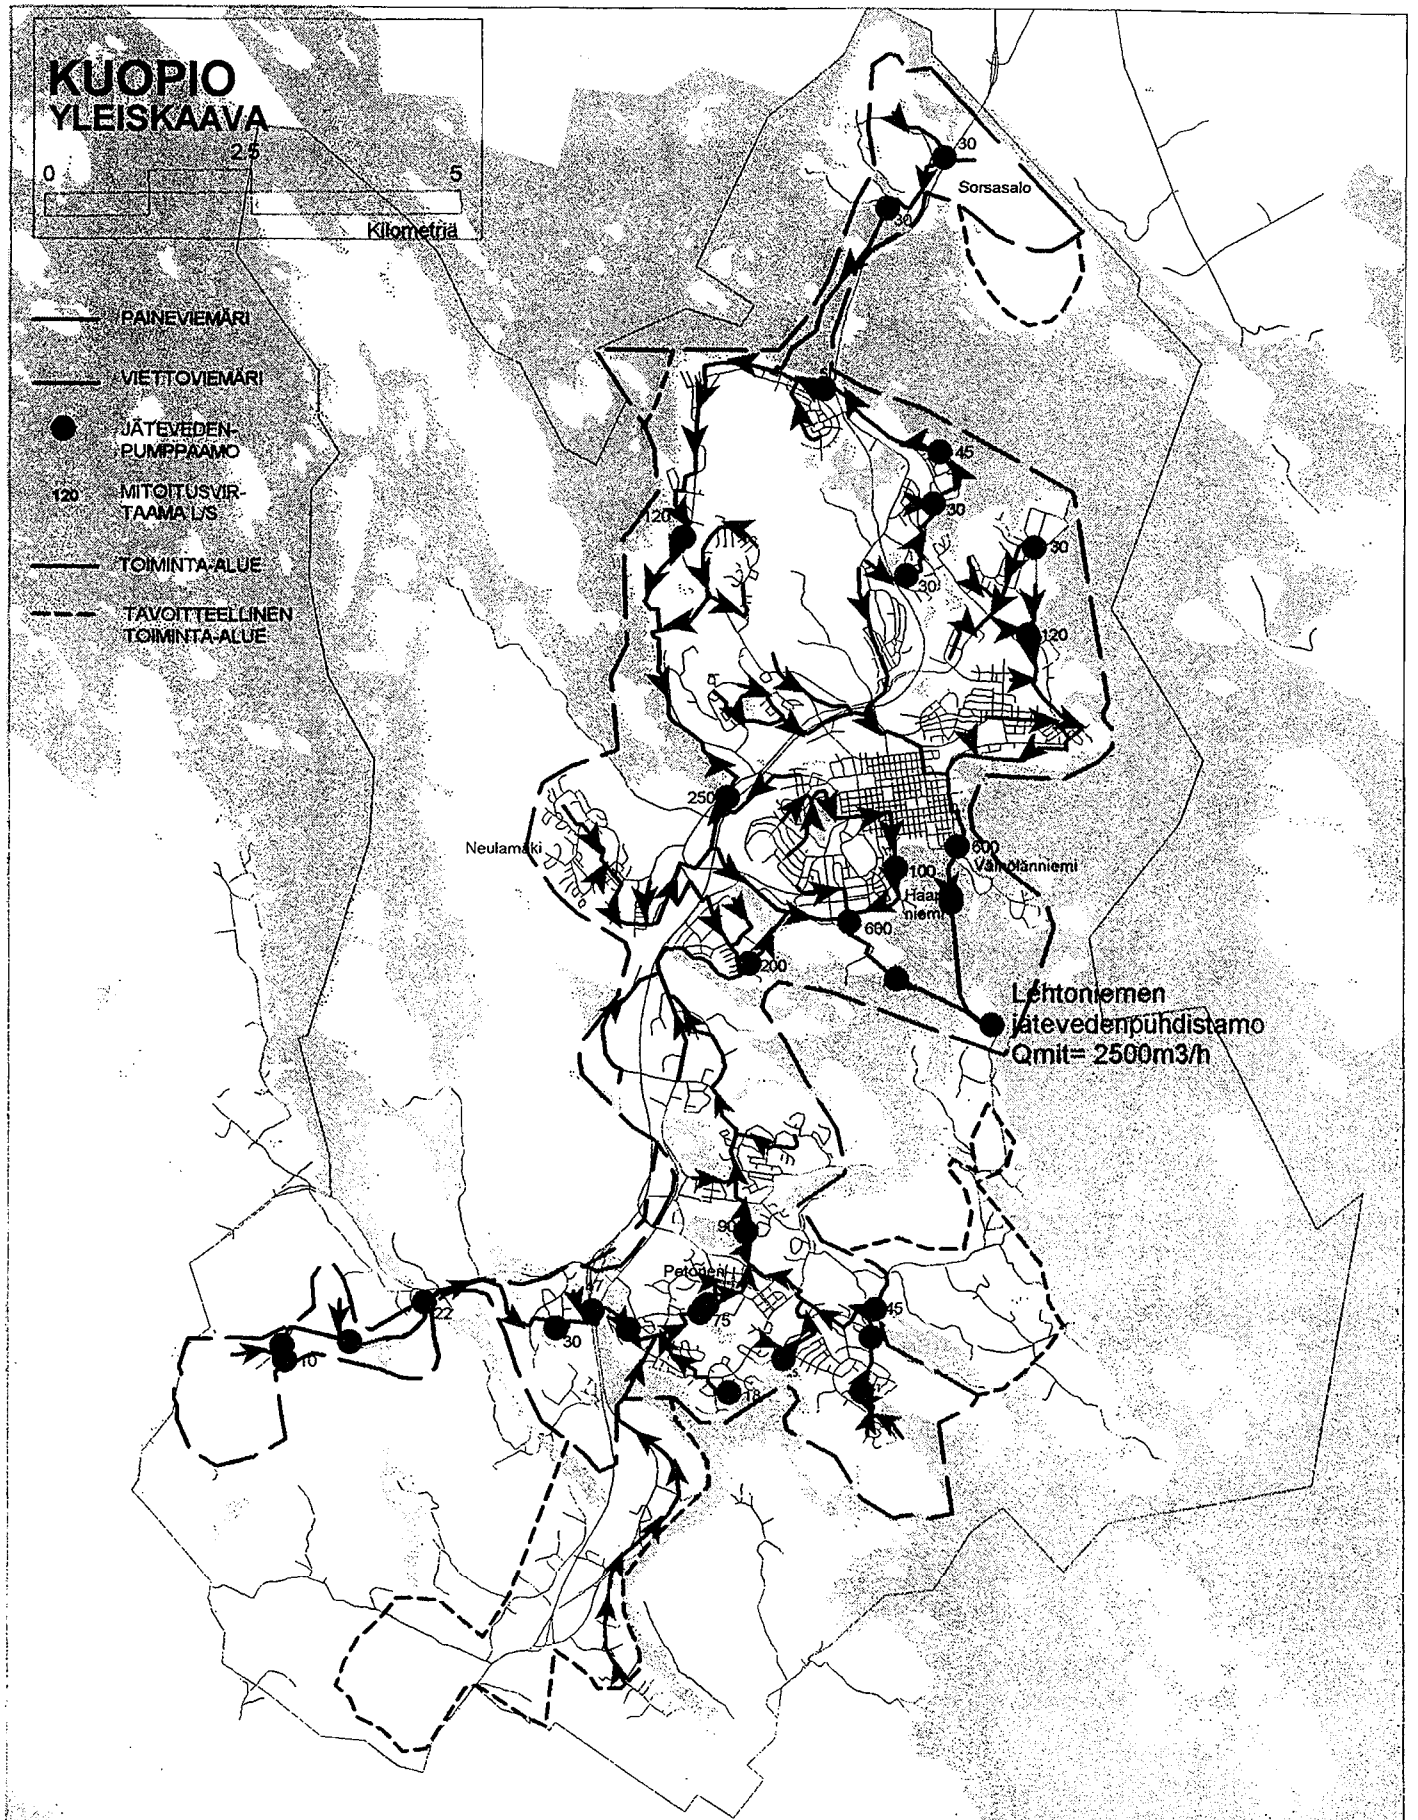 KUOPIO
YLEISKAAVA
0 2.5 5
Kilometriä
PAINEVIEMÄRI
VIETTOVIEMÄRI
JÄTEVEDEN-
PUMPPAAMO
120 MITOITUSVIR-
TAAMA L/S
TOIMINTA-ALUE
TAVOITTEELLINEN
TOIMINTA-ALUE
30
Sorsasalo
30
45
30
120
30
30
120
250
Neulamäki
600
Väinölänniemi
100
niemi
600
200
Lehtoniemen
jätevedenpuhdistamo
Qmit= 2500m3/h
90
Petonen
22
45
75
30
10
18